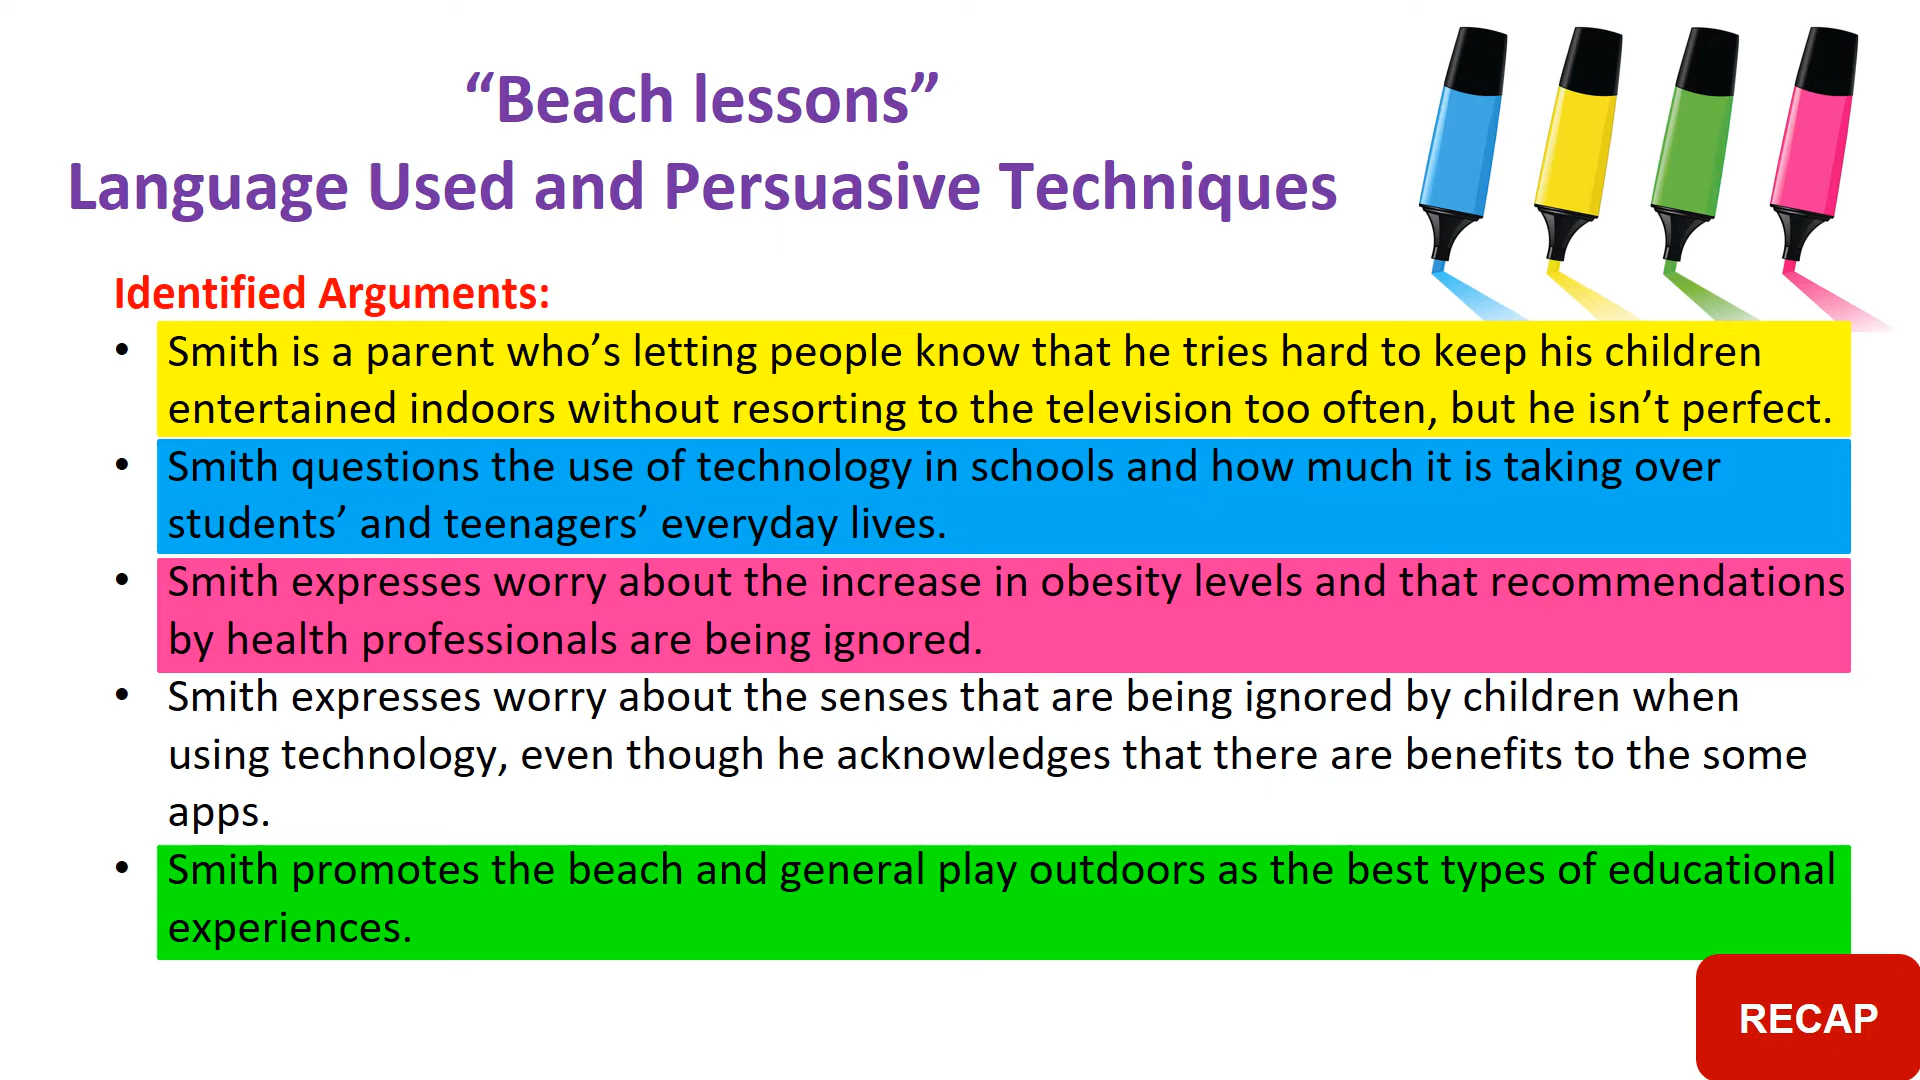 “Beach lessons”
Language Used and Persuasive Techniques
Identified Arguments:
• Smith is a parent who’s letting people know that he tries hard to keep his children
entertained indoors without resorting to the television too often, but he isn’t perfect.
• Smith questions the use of technology in schools and how much it is taking over
students’ and teenagers’ everyday lives.
• Smith expresses worry about the increase in obesity levels and that recommendations
by health professionals are being ignored.
• Smith expresses worry about the senses that are being ignored by children when
using technology, even though he acknowledges that there are benefits to the some
apps.
• Smith promotes the beach and general play outdoors as the best types of educational
experiences.
RECAP